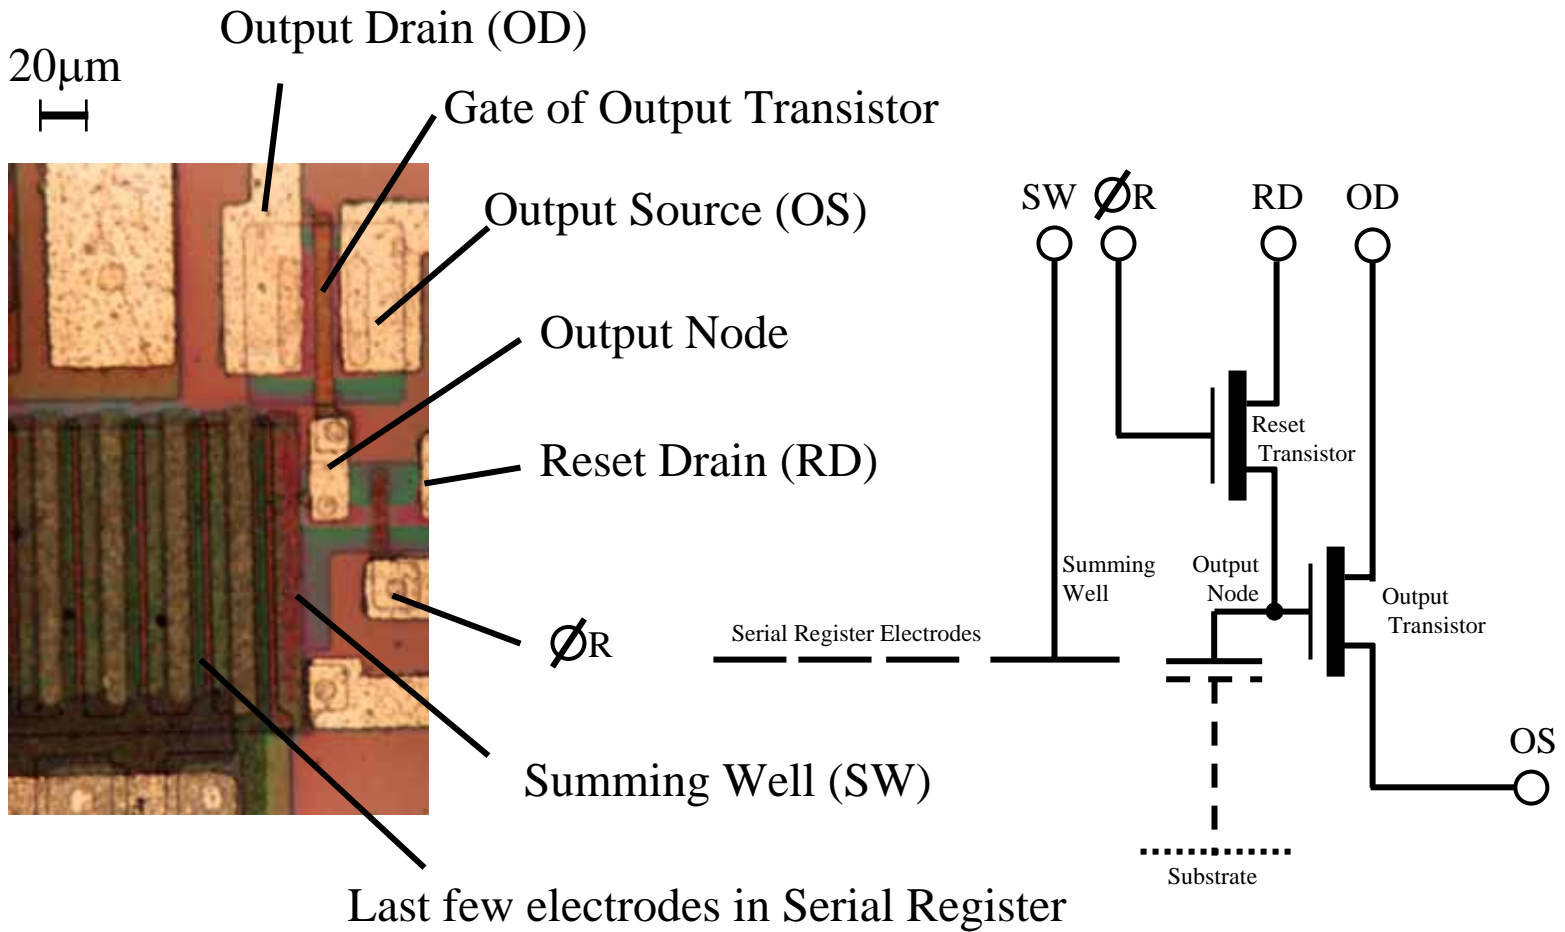 Output Drain (OD)
20μm
Gate of Output Transistor
Output Source (OS)
Output Node
Reset Drain (RD)
ØR
Summing Well (SW)
Last few electrodes in Serial Register
SW ØR RD OD
Reset
Transistor
Summing
Well
Output
Node
Output
Transistor
Serial Register Electrodes
OS
Substrate